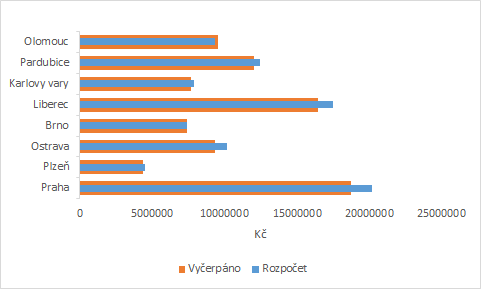 Olomouc
Pardubice
Karlovy vary
Liberec
Brno
Ostrava
Plzeň
Praha
0 5000000 10000000 15000000 20000000 25000000
Kč
Vyčerpáno Rozpočet